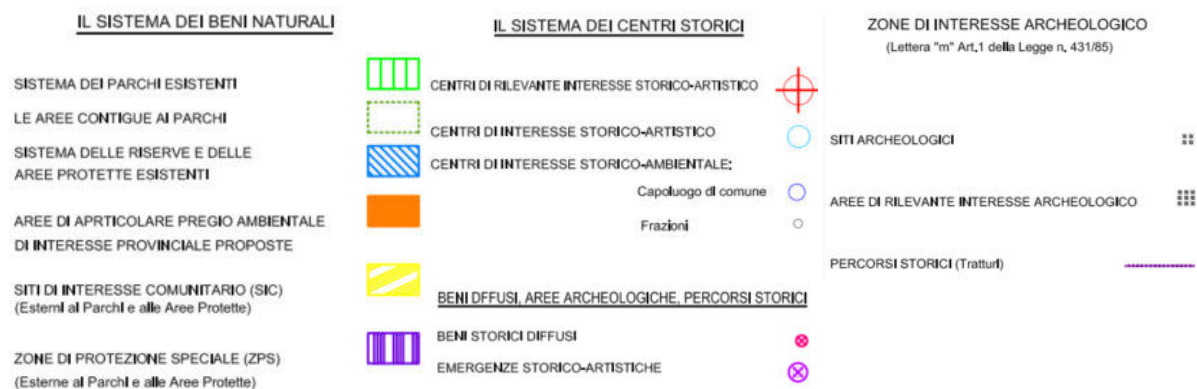 IL SISTEMA DEI BENI NATURALI
SISTEMA DEI PARCHI ESISTENTI
LE AREE CONTIGUE AI PARCHI
SISTEMA DELLE RISERVE E DELLE
AREE PROTETTE ESISTENTI
AREE DI APRTICOLARE PREGIO AMBIENTALE
DI INTERESSE PROVINCIALE PROPOSTE
SITI DI INTERESSE COMUNITARIO (SIC)
(Esterni ai Parchi e alle Aree Protette)
ZONE DI PROTEZIONE SPECIALE (ZPS)
(Esterne ai Parchi e alle Aree Protette)
IL SISTEMA DEI CENTRI STORICI
CENTRI DI RILEVANTE INTERESSE STORICO-ARTISTICO
CENTRI DI INTERESSE STORICO-ARTISTICO
CENTRI DI INTERESSE STORICO-AMBIENTALE:
Capoluogo di comune
Frazioni
BENI DFFUSI, AREE ARCHEOLOGICHE, PERCORSI STORICI
BENI STORICI DIFFUSI
EMERGENZE STORICO-ARTISTICHE
ZONE DI INTERESSE ARCHEOLOGICO
(Lettera "m" Art.1 della Legge n. 431/85)
SITI ARCHEOLOGICI
AREE DI RILEVANTE INTERESSE ARCHEOLOGICO
PERCORSI STORICI (Tratturi)